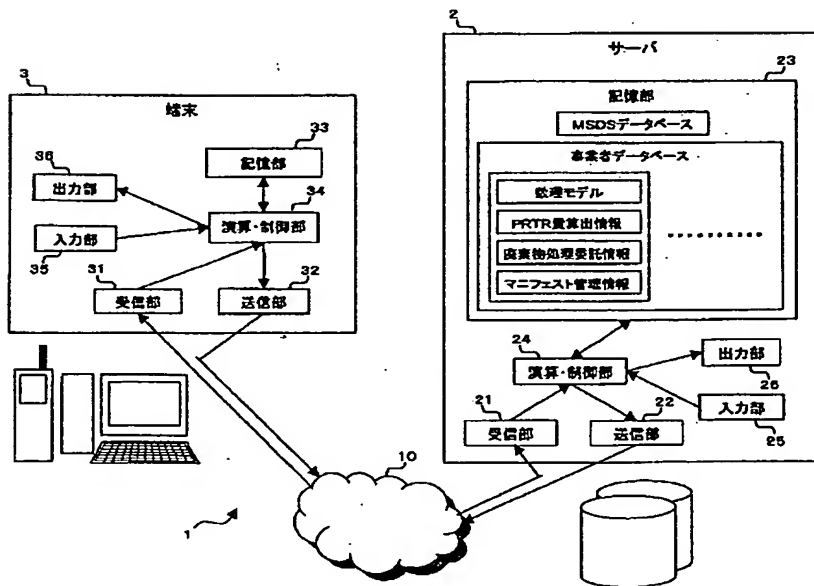 2
サーバ
23
記憶部
MSDSデータベース
事業者データベース
数理モデル
PRTR量算出情報
廃棄物処理委託情報
マニフェスト管理情報
24
演算・制御部
出力部
26
入力部
25
21
受信部
22
送信部
3
端末
33
記憶部
36
出力部
34
演算・制御部
入力部
35
31
受信部
32
送信部
10
1